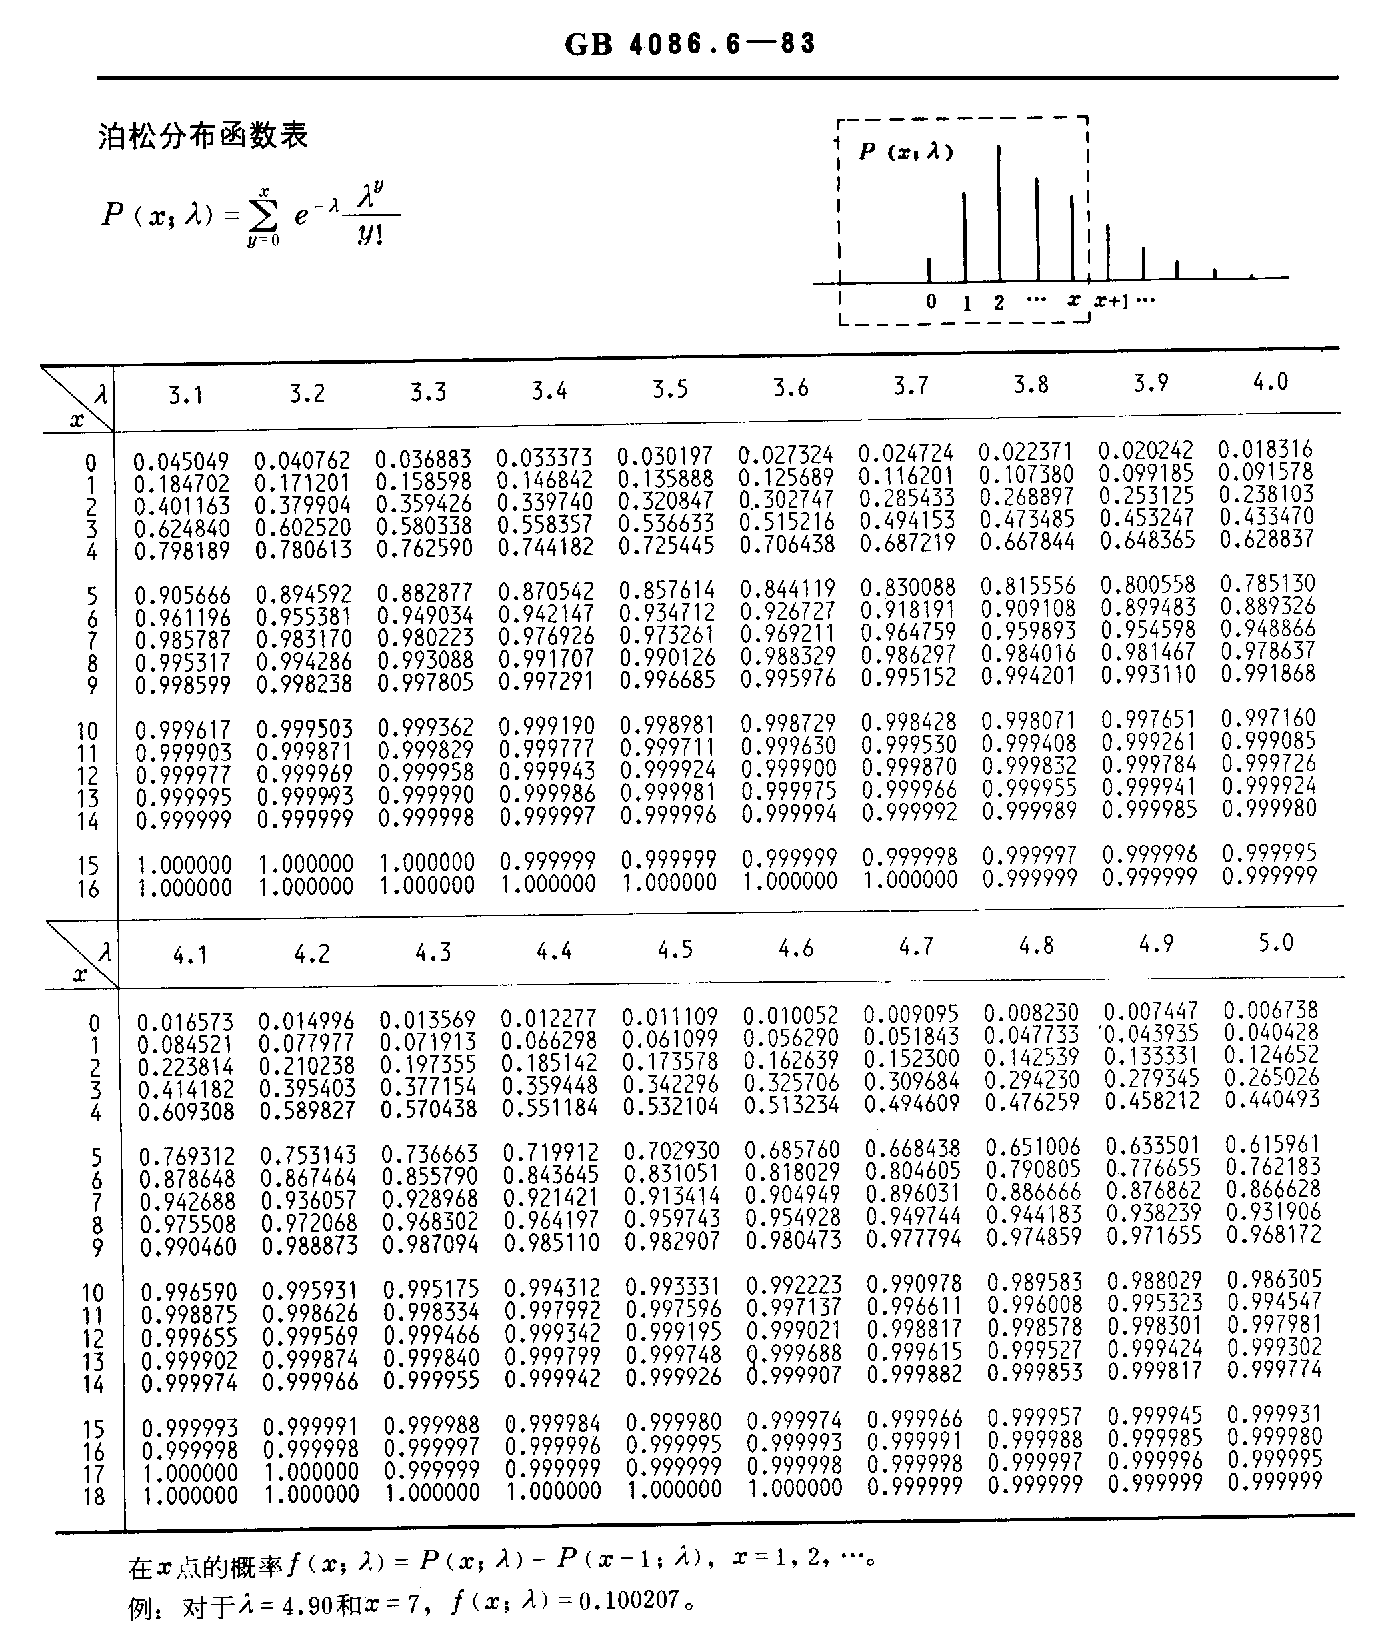 GB 4086.6—83
泊松分布函数表
P (x; λ) = Σ_{y=0}^{x} e^{-λ} λ^y / y!
P (x; λ)
0 1 2 ··· x x+1 ···
x λ 3.1 3.2 3.3 3.4 3.5 3.6 3.7 3.8 3.9 4.0
0 0.045049 0.040762 0.036883 0.033373 0.030197 0.027324 0.024724 0.022371 0.020242 0.018316
1 0.184702 0.171201 0.158598 0.146842 0.135888 0.125689 0.116201 0.107380 0.099185 0.091578
2 0.401163 0.379904 0.359426 0.339740 0.320847 0.302747 0.285433 0.268897 0.253125 0.238103
3 0.624840 0.602520 0.580338 0.558357 0.536633 0.515216 0.494153 0.473485 0.453247 0.433470
4 0.798189 0.780613 0.762590 0.744182 0.725445 0.706438 0.687219 0.667844 0.648365 0.628837
5 0.905666 0.894592 0.882877 0.870542 0.857614 0.844119 0.830088 0.815556 0.800558 0.785130
6 0.961196 0.955381 0.949034 0.942147 0.934712 0.926727 0.918191 0.909108 0.899483 0.889326
7 0.985787 0.983170 0.980223 0.976926 0.973261 0.969211 0.964759 0.959893 0.954598 0.948866
8 0.995317 0.994286 0.993088 0.991707 0.990126 0.988329 0.986297 0.984016 0.981467 0.978637
9 0.998599 0.998238 0.997805 0.997291 0.996685 0.995976 0.995152 0.994201 0.993110 0.991868
10 0.999617 0.999503 0.999362 0.999190 0.998981 0.998729 0.998428 0.998071 0.997651 0.997160
11 0.999903 0.999871 0.999829 0.999777 0.999711 0.999630 0.999530 0.999408 0.999261 0.999085
12 0.999977 0.999969 0.999958 0.999943 0.999924 0.999900 0.999870 0.999832 0.999784 0.999726
13 0.999995 0.999993 0.999990 0.999986 0.999981 0.999975 0.999966 0.999955 0.999941 0.999924
14 0.999999 0.999999 0.999998 0.999997 0.999996 0.999994 0.999992 0.999989 0.999985 0.999980
15 1.000000 1.000000 1.000000 0.999999 0.999999 0.999999 0.999998 0.999997 0.999996 0.999995
16 1.000000 1.000000 1.000000 1.000000 1.000000 1.000000 1.000000 0.999999 0.999999 0.999999
x λ 4.1 4.2 4.3 4.4 4.5 4.6 4.7 4.8 4.9 5.0
0 0.016573 0.014996 0.013569 0.012277 0.011109 0.010052 0.009095 0.008230 0.007447 0.006738
1 0.084521 0.077977 0.071913 0.066298 0.061099 0.056290 0.051843 0.047733 0.043935 0.040428
2 0.223814 0.210238 0.197355 0.185142 0.173578 0.162639 0.152300 0.142539 0.133331 0.124652
3 0.414182 0.395403 0.377154 0.359448 0.342296 0.325706 0.309684 0.294230 0.279345 0.265026
4 0.609308 0.589827 0.570438 0.551184 0.532104 0.513234 0.494609 0.476259 0.458212 0.440493
5 0.769312 0.753143 0.736663 0.719912 0.702930 0.685760 0.668438 0.651006 0.633501 0.615961
6 0.878648 0.867464 0.855790 0.843645 0.831051 0.818029 0.804605 0.790805 0.776655 0.762183
7 0.942688 0.936057 0.928968 0.921421 0.913414 0.904949 0.896031 0.886666 0.876862 0.866628
8 0.975508 0.972068 0.968302 0.964197 0.959743 0.954928 0.949744 0.944183 0.938239 0.931906
9 0.990460 0.988873 0.987094 0.985110 0.982907 0.980473 0.977794 0.974859 0.971655 0.968172
10 0.996590 0.995931 0.995175 0.994312 0.993331 0.992223 0.990978 0.989583 0.988029 0.986305
11 0.998875 0.998626 0.998334 0.997992 0.997596 0.997137 0.996611 0.996008 0.995323 0.994547
12 0.999655 0.999569 0.999466 0.999342 0.999195 0.999021 0.998817 0.998578 0.998301 0.997981
13 0.999902 0.999874 0.999840 0.999799 0.999748 0.999688 0.999615 0.999527 0.999424 0.999302
14 0.999974 0.999966 0.999955 0.999942 0.999926 0.999907 0.999882 0.999853 0.999817 0.999774
15 0.999993 0.999991 0.999988 0.999984 0.999980 0.999974 0.999966 0.999957 0.999945 0.999931
16 0.999998 0.999998 0.999997 0.999996 0.999995 0.999993 0.999991 0.999988 0.999985 0.999980
17 1.000000 1.000000 0.999999 0.999999 0.999999 0.999998 0.999998 0.999997 0.999996 0.999995
18 1.000000 1.000000 1.000000 1.000000 1.000000 1.000000 0.999999 0.999999 0.999999 0.999999
在x点的概率f (x; λ) = P (x; λ) − P (x−1; λ), x = 1, 2, ···。
例: 对于λ = 4.90和x = 7, f (x; λ) = 0.100207。